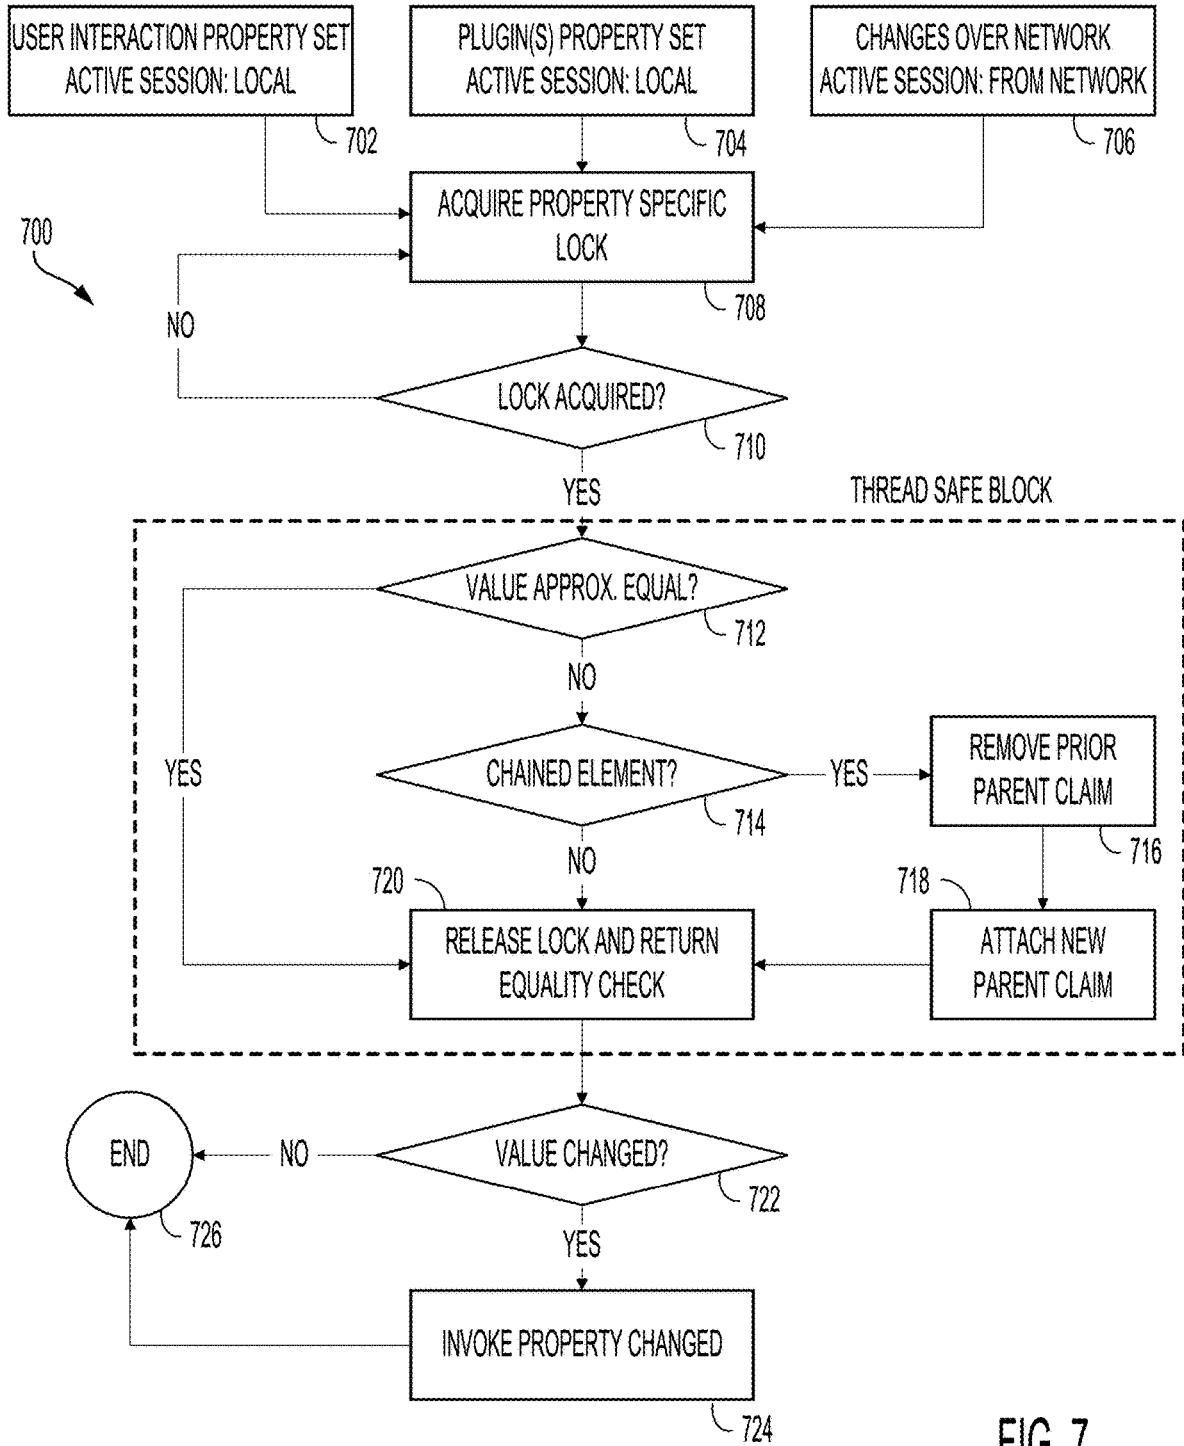 USER INTERACTION PROPERTY SET
ACTIVE SESSION: LOCAL
702
PLUGIN(S) PROPERTY SET
ACTIVE SESSION: LOCAL
704
CHANGES OVER NETWORK
ACTIVE SESSION: FROM NETWORK
706
700
ACQUIRE PROPERTY SPECIFIC
LOCK
708
NO
LOCK ACQUIRED?
710
YES
THREAD SAFE BLOCK
VALUE APPROX. EQUAL?
712
NO
YES
CHAINED ELEMENT?
714
YES
REMOVE PRIOR
PARENT CLAIM
716
NO
720
RELEASE LOCK AND RETURN
EQUALITY CHECK
718
ATTACH NEW
PARENT CLAIM
END
726
NO
VALUE CHANGED?
722
YES
INVOKE PROPERTY CHANGED
724
FIG. 7